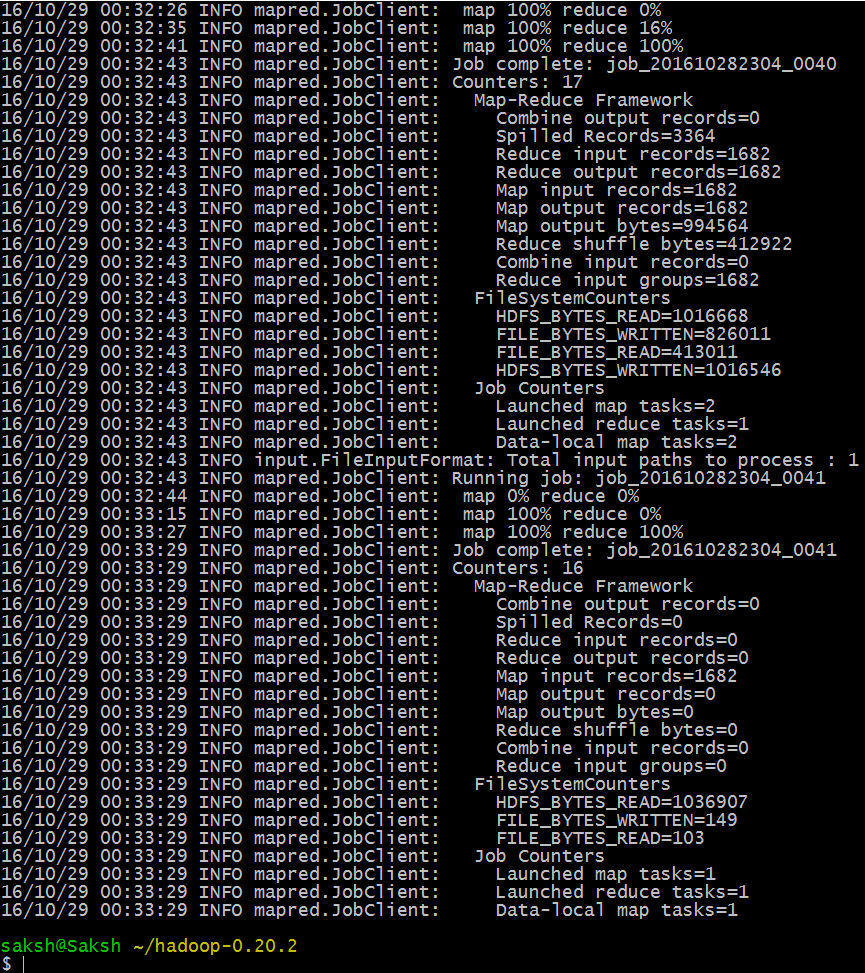 16/10/29 00:32:26 INFO mapred.JobClient:  map 100% reduce 0%
16/10/29 00:32:35 INFO mapred.JobClient:  map 100% reduce 16%
16/10/29 00:32:41 INFO mapred.JobClient:  map 100% reduce 100%
16/10/29 00:32:43 INFO mapred.JobClient: Job complete: job_201610282304_0040
16/10/29 00:32:43 INFO mapred.JobClient: Counters: 17
16/10/29 00:32:43 INFO mapred.JobClient:   Map-Reduce Framework
16/10/29 00:32:43 INFO mapred.JobClient:     Combine output records=0
16/10/29 00:32:43 INFO mapred.JobClient:     Spilled Records=3364
16/10/29 00:32:43 INFO mapred.JobClient:     Reduce input records=1682
16/10/29 00:32:43 INFO mapred.JobClient:     Reduce output records=1682
16/10/29 00:32:43 INFO mapred.JobClient:     Map input records=1682
16/10/29 00:32:43 INFO mapred.JobClient:     Map output records=1682
16/10/29 00:32:43 INFO mapred.JobClient:     Map output bytes=994564
16/10/29 00:32:43 INFO mapred.JobClient:     Reduce shuffle bytes=412922
16/10/29 00:32:43 INFO mapred.JobClient:     Combine input records=0
16/10/29 00:32:43 INFO mapred.JobClient:     Reduce input groups=1682
16/10/29 00:32:43 INFO mapred.JobClient:   FileSystemCounters
16/10/29 00:32:43 INFO mapred.JobClient:     HDFS_BYTES_READ=1016668
16/10/29 00:32:43 INFO mapred.JobClient:     FILE_BYTES_WRITTEN=826011
16/10/29 00:32:43 INFO mapred.JobClient:     FILE_BYTES_READ=413011
16/10/29 00:32:43 INFO mapred.JobClient:     HDFS_BYTES_WRITTEN=1016546
16/10/29 00:32:43 INFO mapred.JobClient:   Job Counters
16/10/29 00:32:43 INFO mapred.JobClient:     Launched map tasks=2
16/10/29 00:32:43 INFO mapred.JobClient:     Launched reduce tasks=1
16/10/29 00:32:43 INFO mapred.JobClient:     Data-local map tasks=2
16/10/29 00:32:43 INFO input.FileInputFormat: Total input paths to process : 1
16/10/29 00:32:43 INFO mapred.JobClient: Running job: job_201610282304_0041
16/10/29 00:32:44 INFO mapred.JobClient:  map 0% reduce 0%
16/10/29 00:33:15 INFO mapred.JobClient:  map 100% reduce 0%
16/10/29 00:33:27 INFO mapred.JobClient:  map 100% reduce 100%
16/10/29 00:33:29 INFO mapred.JobClient: Job complete: job_201610282304_0041
16/10/29 00:33:29 INFO mapred.JobClient: Counters: 16
16/10/29 00:33:29 INFO mapred.JobClient:   Map-Reduce Framework
16/10/29 00:33:29 INFO mapred.JobClient:     Combine output records=0
16/10/29 00:33:29 INFO mapred.JobClient:     Spilled Records=0
16/10/29 00:33:29 INFO mapred.JobClient:     Reduce input records=0
16/10/29 00:33:29 INFO mapred.JobClient:     Reduce output records=0
16/10/29 00:33:29 INFO mapred.JobClient:     Map input records=1682
16/10/29 00:33:29 INFO mapred.JobClient:     Map output records=0
16/10/29 00:33:29 INFO mapred.JobClient:     Map output bytes=0
16/10/29 00:33:29 INFO mapred.JobClient:     Reduce shuffle bytes=0
16/10/29 00:33:29 INFO mapred.JobClient:     Combine input records=0
16/10/29 00:33:29 INFO mapred.JobClient:     Reduce input groups=0
16/10/29 00:33:29 INFO mapred.JobClient:   FileSystemCounters
16/10/29 00:33:29 INFO mapred.JobClient:     HDFS_BYTES_READ=1036907
16/10/29 00:33:29 INFO mapred.JobClient:     FILE_BYTES_WRITTEN=149
16/10/29 00:33:29 INFO mapred.JobClient:     FILE_BYTES_READ=103
16/10/29 00:33:29 INFO mapred.JobClient:   Job Counters
16/10/29 00:33:29 INFO mapred.JobClient:     Launched map tasks=1
16/10/29 00:33:29 INFO mapred.JobClient:     Launched reduce tasks=1
16/10/29 00:33:29 INFO mapred.JobClient:     Data-local map tasks=1
saksh@Saksh ~/hadoop-0.20.2
$